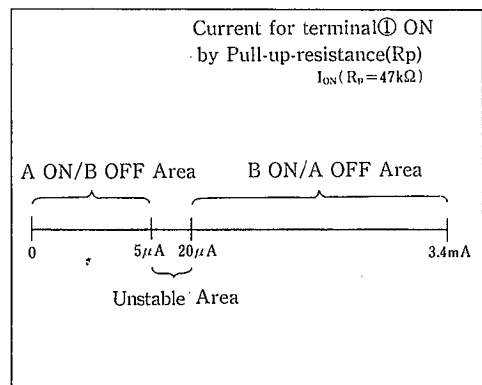 Current for terminal① ON
by Pull-up-resistance(Rp)
I_ON(R_p=47kΩ)
A ON/B OFF Area
B ON/A OFF Area
0
5μA
20μA
3.4mA
Unstable Area